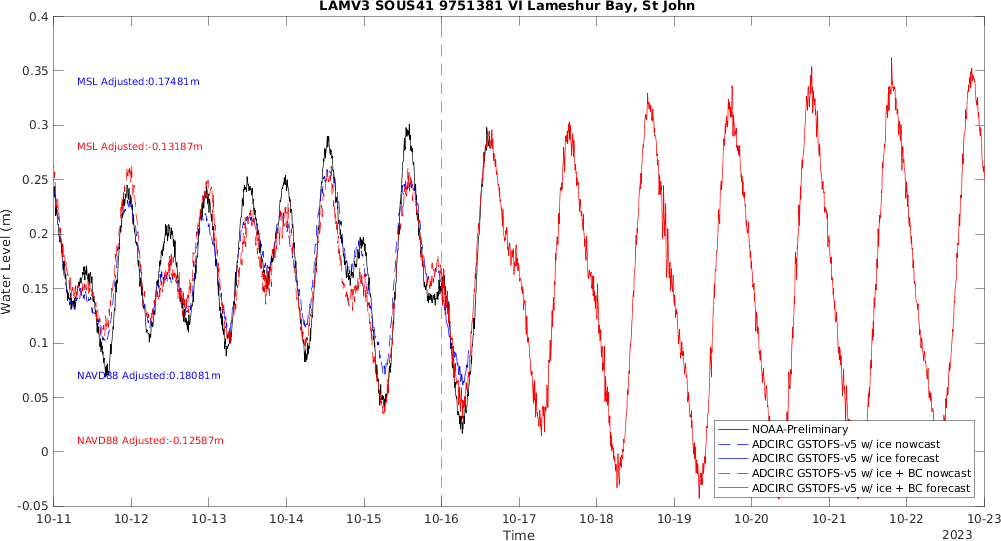 LAMV3 SOUS41 9751381 VI Lameshur Bay, St John
0.4
0.35
0.3
0.25
0.2
0.15
0.1
0.05
0
-0.05
Water Level (m)
MSL Adjusted:0.17481m
MSL Adjusted:-0.13187m
NAVD88 Adjusted:0.18081m
NAVD88 Adjusted:-0.12587m
NOAA-Preliminary
ADCIRC GSTOFS-v5 w/ ice nowcast
ADCIRC GSTOFS-v5 w/ ice forecast
ADCIRC GSTOFS-v5 w/ ice + BC nowcast
ADCIRC GSTOFS-v5 w/ ice + BC forecast
10-11 10-12 10-13 10-14 10-15 10-16 10-17 10-18 10-19 10-20 10-21 10-22 10-23
Time
2023